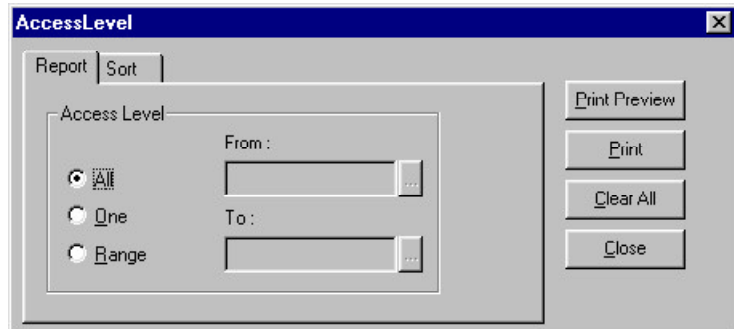 AccessLevel
Report Sort
Access Level
From :
All
...
One
To :
Range
...
Print Preview
Print
Clear All
Close